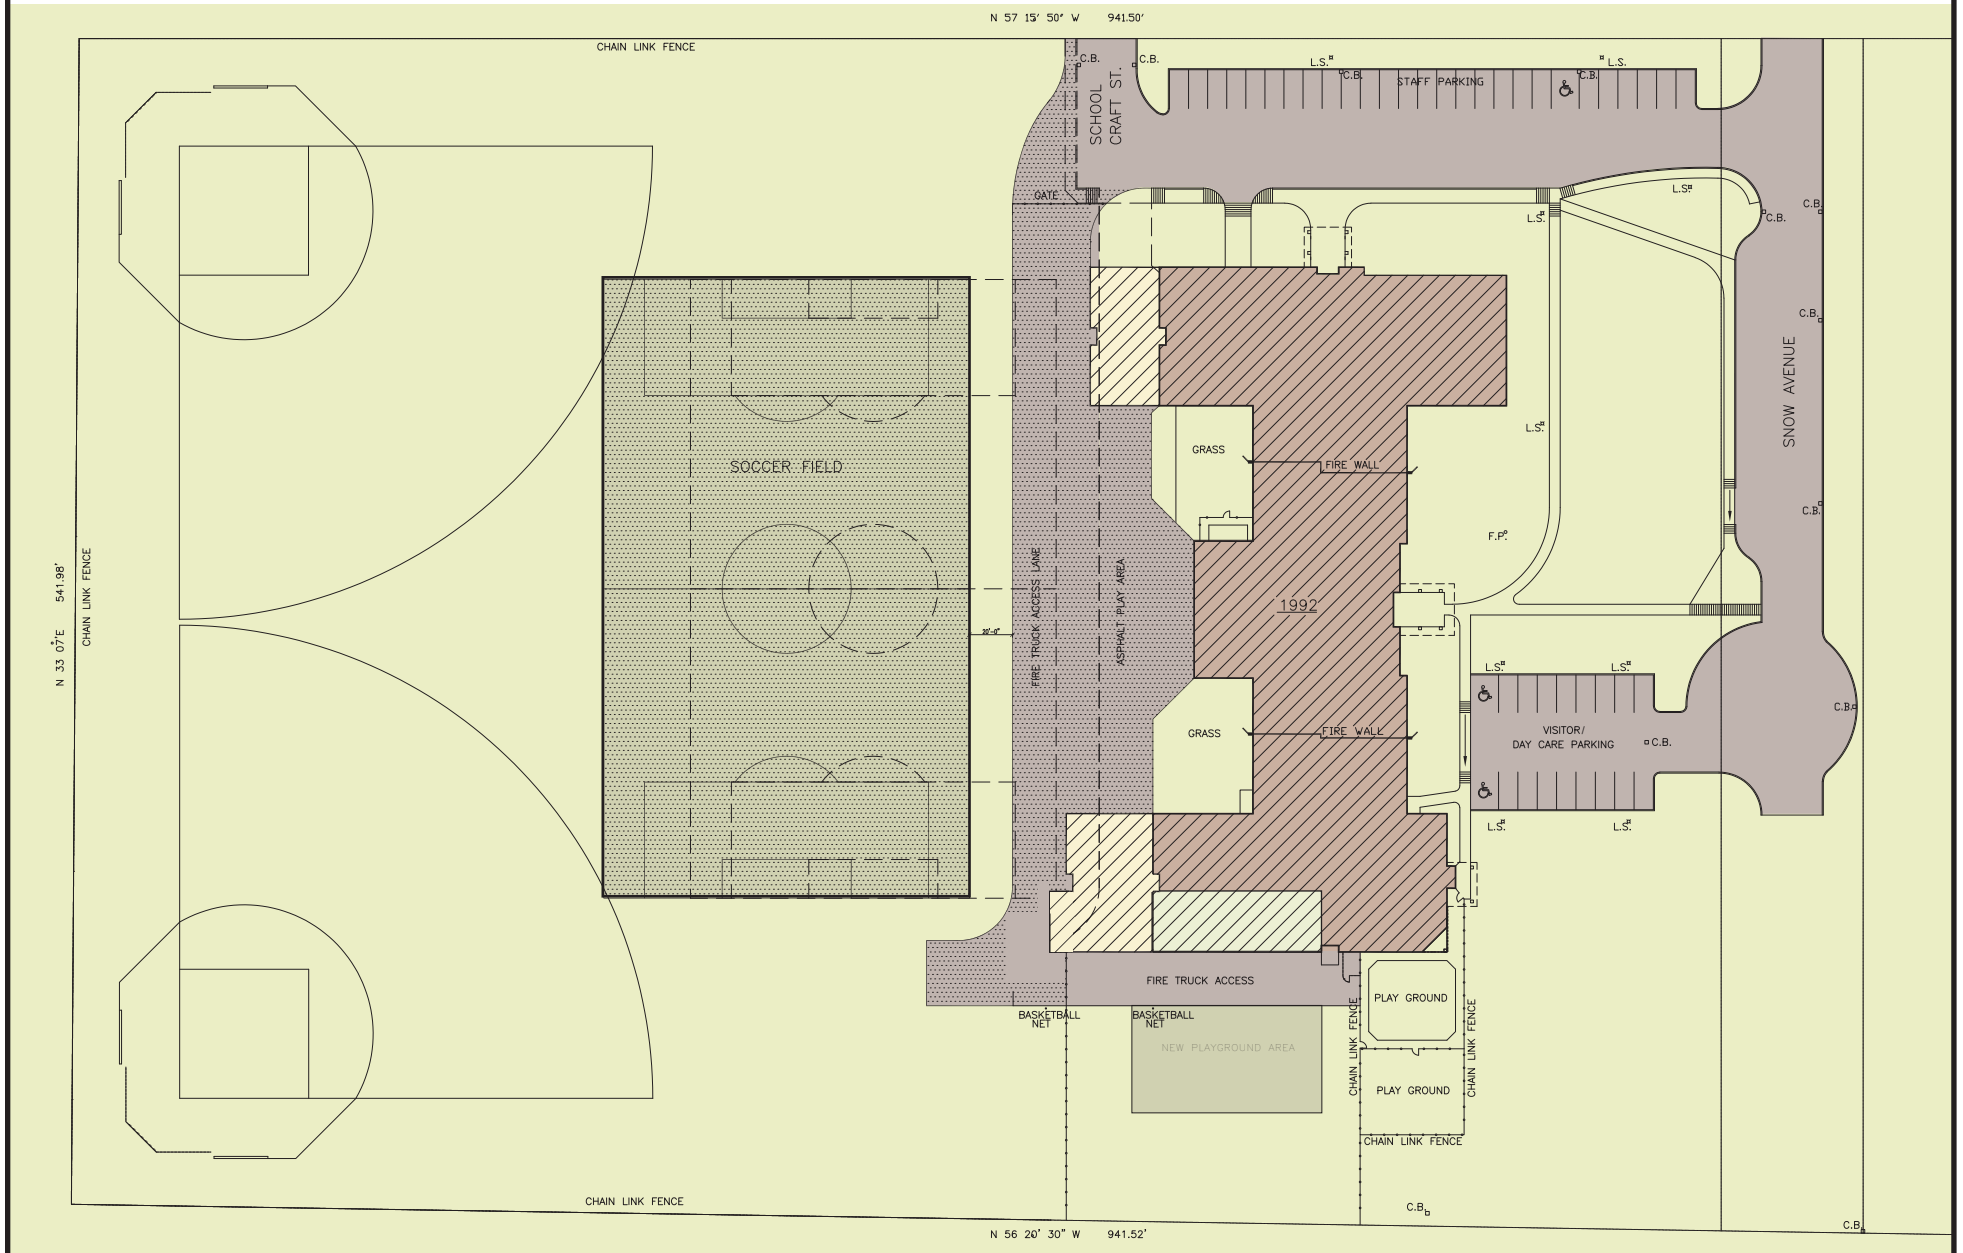 N 57 15' 50" W 941.50'
CHAIN LINK FENCE
C.B.
C.B.
L.S.
L.S.
C.B.
C.B.
STAFF PARKING
SCHOOL
CRAFT ST.
GATE
L.S.
L.S.
C.B.
C.B.
C.B.
SNOW AVENUE
L.S.
GRASS
FIRE WALL
SOCCER FIELD
C.B.
F.P.
N 33 07' E 541.98'
CHAIN LINK FENCE
FIRE TRUCK ACCESS LANE
ASPHALT PLAY AREA
1992
20'-0"
L.S.
L.S.
C.B.
GRASS
FIRE WALL
VISITOR/
DAY CARE PARKING
C.B.
L.S.
L.S.
FIRE TRUCK ACCESS
BASKETBALL
NET
BASKETBALL
NET
PLAY GROUND
CHAIN LINK FENCE
CHAIN LINK FENCE
NEW PLAYGROUND AREA
PLAY GROUND
CHAIN LINK FENCE
CHAIN LINK FENCE
C.B.
C.B.
N 56 20' 30" W 941.52'